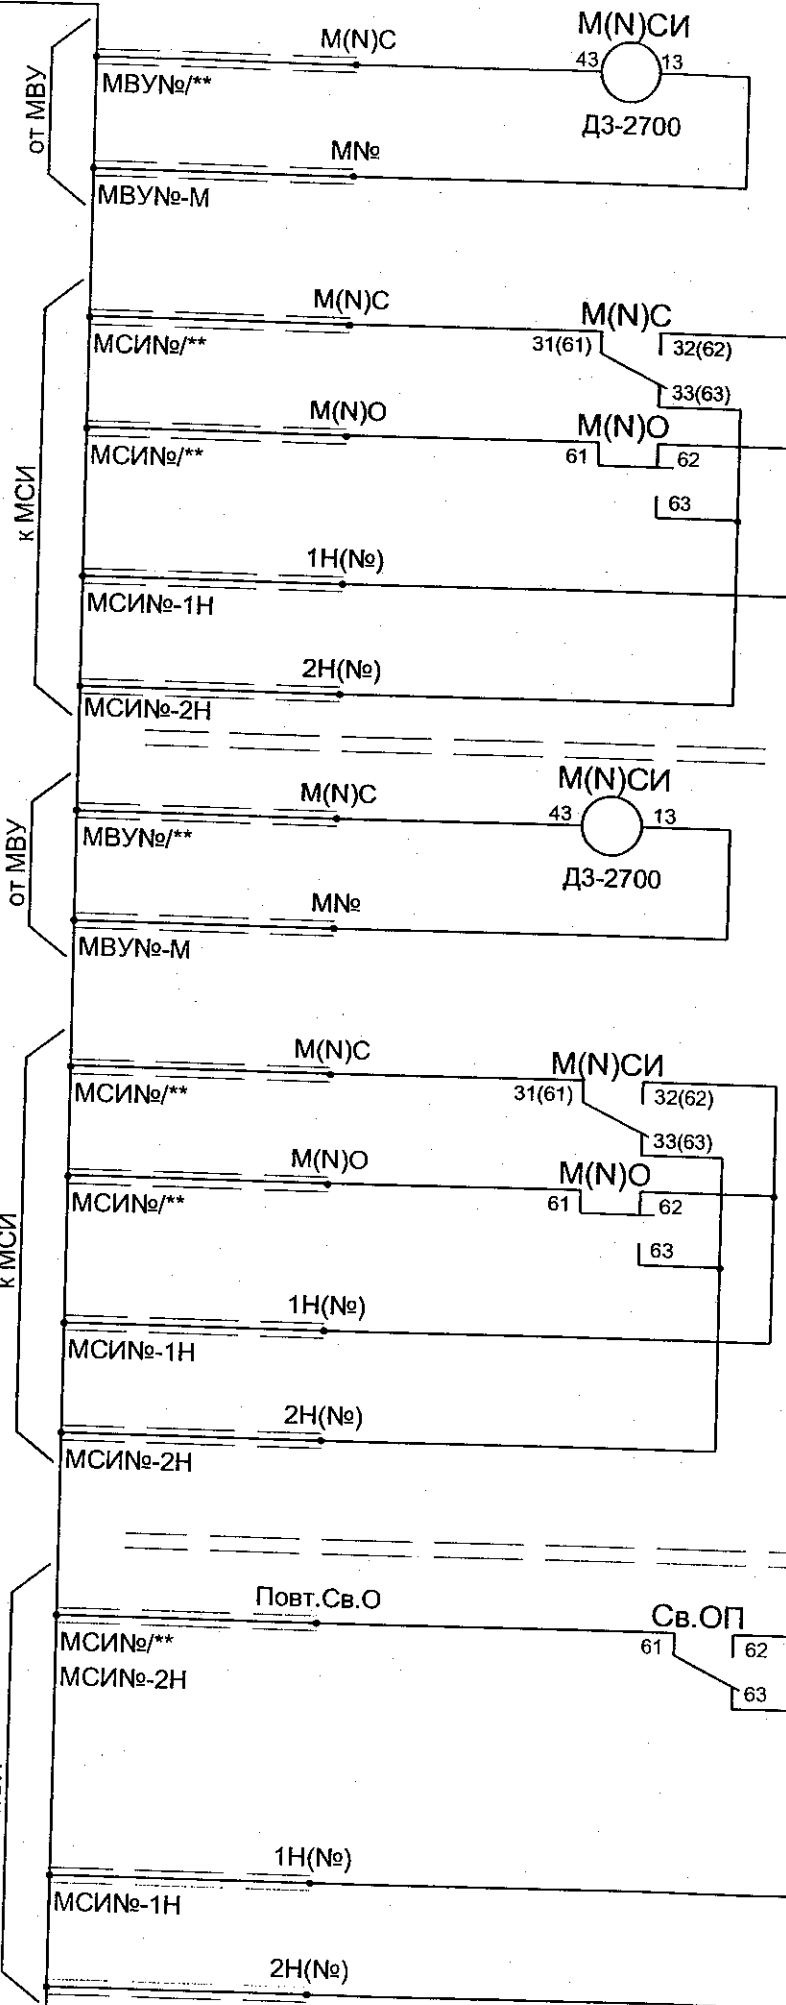 М(N)С
М(N)СИ
от МВУ
МВУ№/**
43
13
ДЗ-2700
М№
МВУ№-М
М(N)С
М(N)С
к МСИ
МСИ№/**
31(61)
32(62)
33(63)
М(N)О
М(N)О
МСИ№/**
61
62
63
1Н(№)
МСИ№-1Н
2Н(№)
МСИ№-2Н
М(N)С
М(N)СИ
от МВУ
МВУ№/**
43
13
ДЗ-2700
М№
МВУ№-М
М(N)С
М(N)СИ
к МСИ
МСИ№/**
31(61)
32(62)
33(63)
М(N)О
М(N)О
МСИ№/**
61
62
63
1Н(№)
МСИ№-1Н
2Н(№)
МСИ№-2Н
Повт.Св.О
Св.ОП
МСИ№/**
61
62
МСИ№-2Н
63
1Н(№)
МСИ№-1Н
2Н(№)